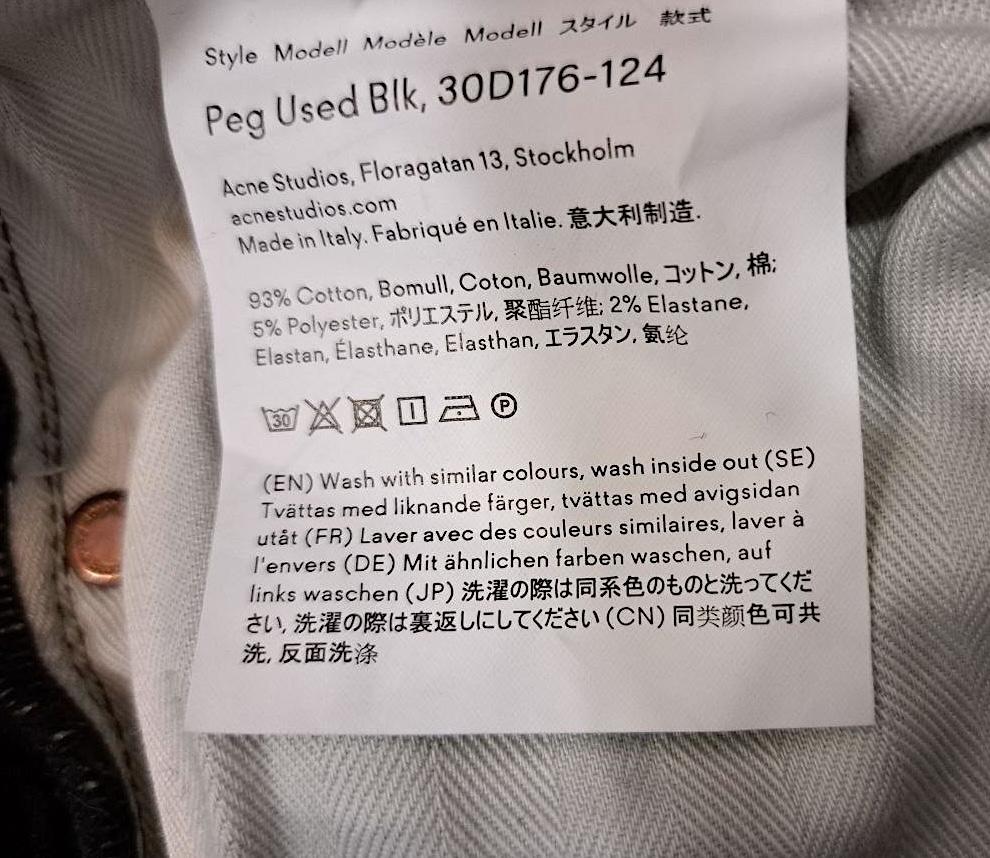 Style Modell Modèle Modell スタイル 款式
Peg Used Blk, 30D176-124
Acne Studios, Floragatan 13, Stockholm
acnestudios.com
Made in Italy. Fabriqué en Italie. 意大利制造.
93% Cotton, Bomull, Coton, Baumwolle, コットン, 棉;
5% Polyester, ポリエステル, 聚酯纤维; 2% Elastane,
Elastan, Élasthane, Elasthan, エラスタン, 氨纶
30 P
(EN) Wash with similar colours, wash inside out (SE)
Tvättas med liknande färger, tvättas med avigsidan
utåt (FR) Laver avec des couleurs similaires, laver à
l'envers (DE) Mit ähnlichen farben waschen, auf
links waschen (JP) 洗濯の際は同系色のものと洗ってくだ
さい, 洗濯の際は裏返しにしてください (CN) 同类颜色可共
洗, 反面洗涤